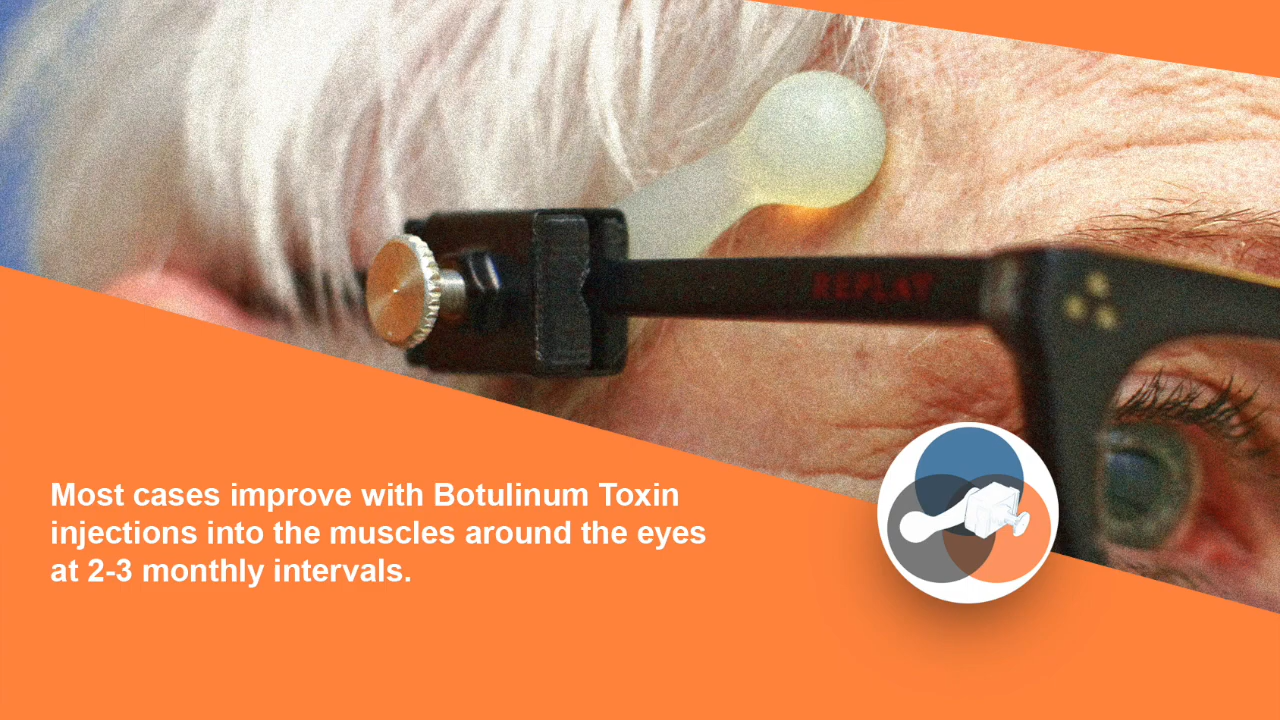 REPLAY
Most cases improve with Botulinum Toxin
injections into the muscles around the eyes
at 2-3 monthly intervals.